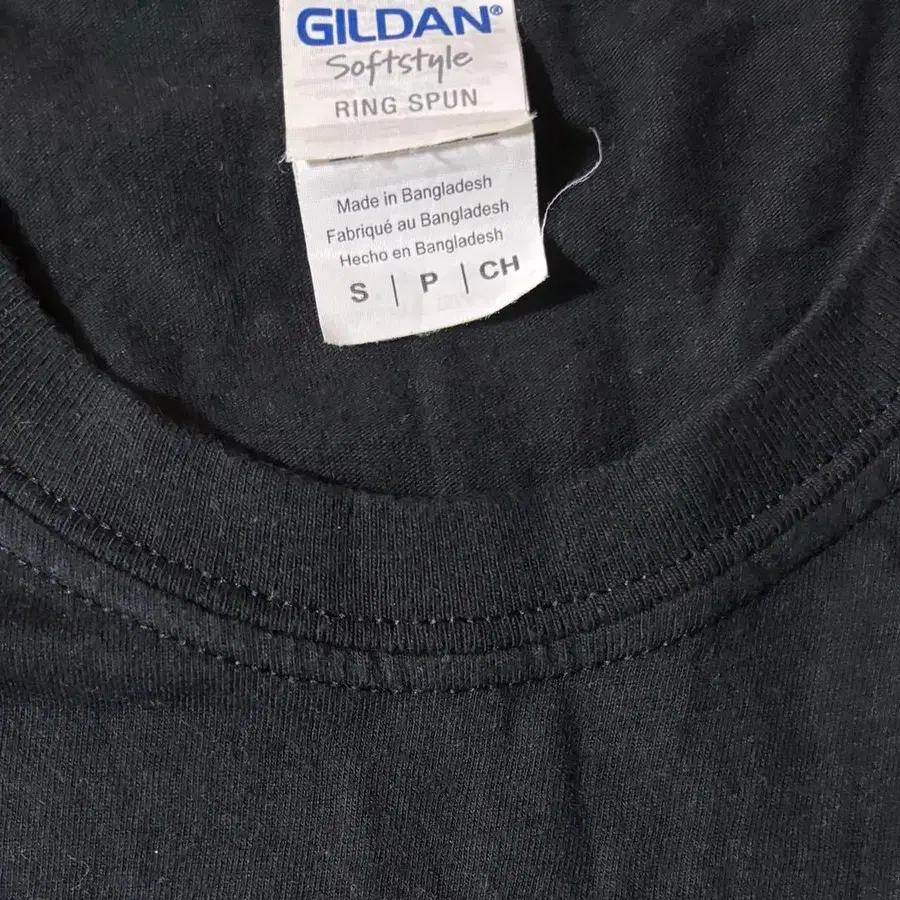 GILDAN®
Softstyle
RING SPUN
Made in Bangladesh
Fabriqué au Bangladesh
Hecho en Bangladesh
S | P | CH